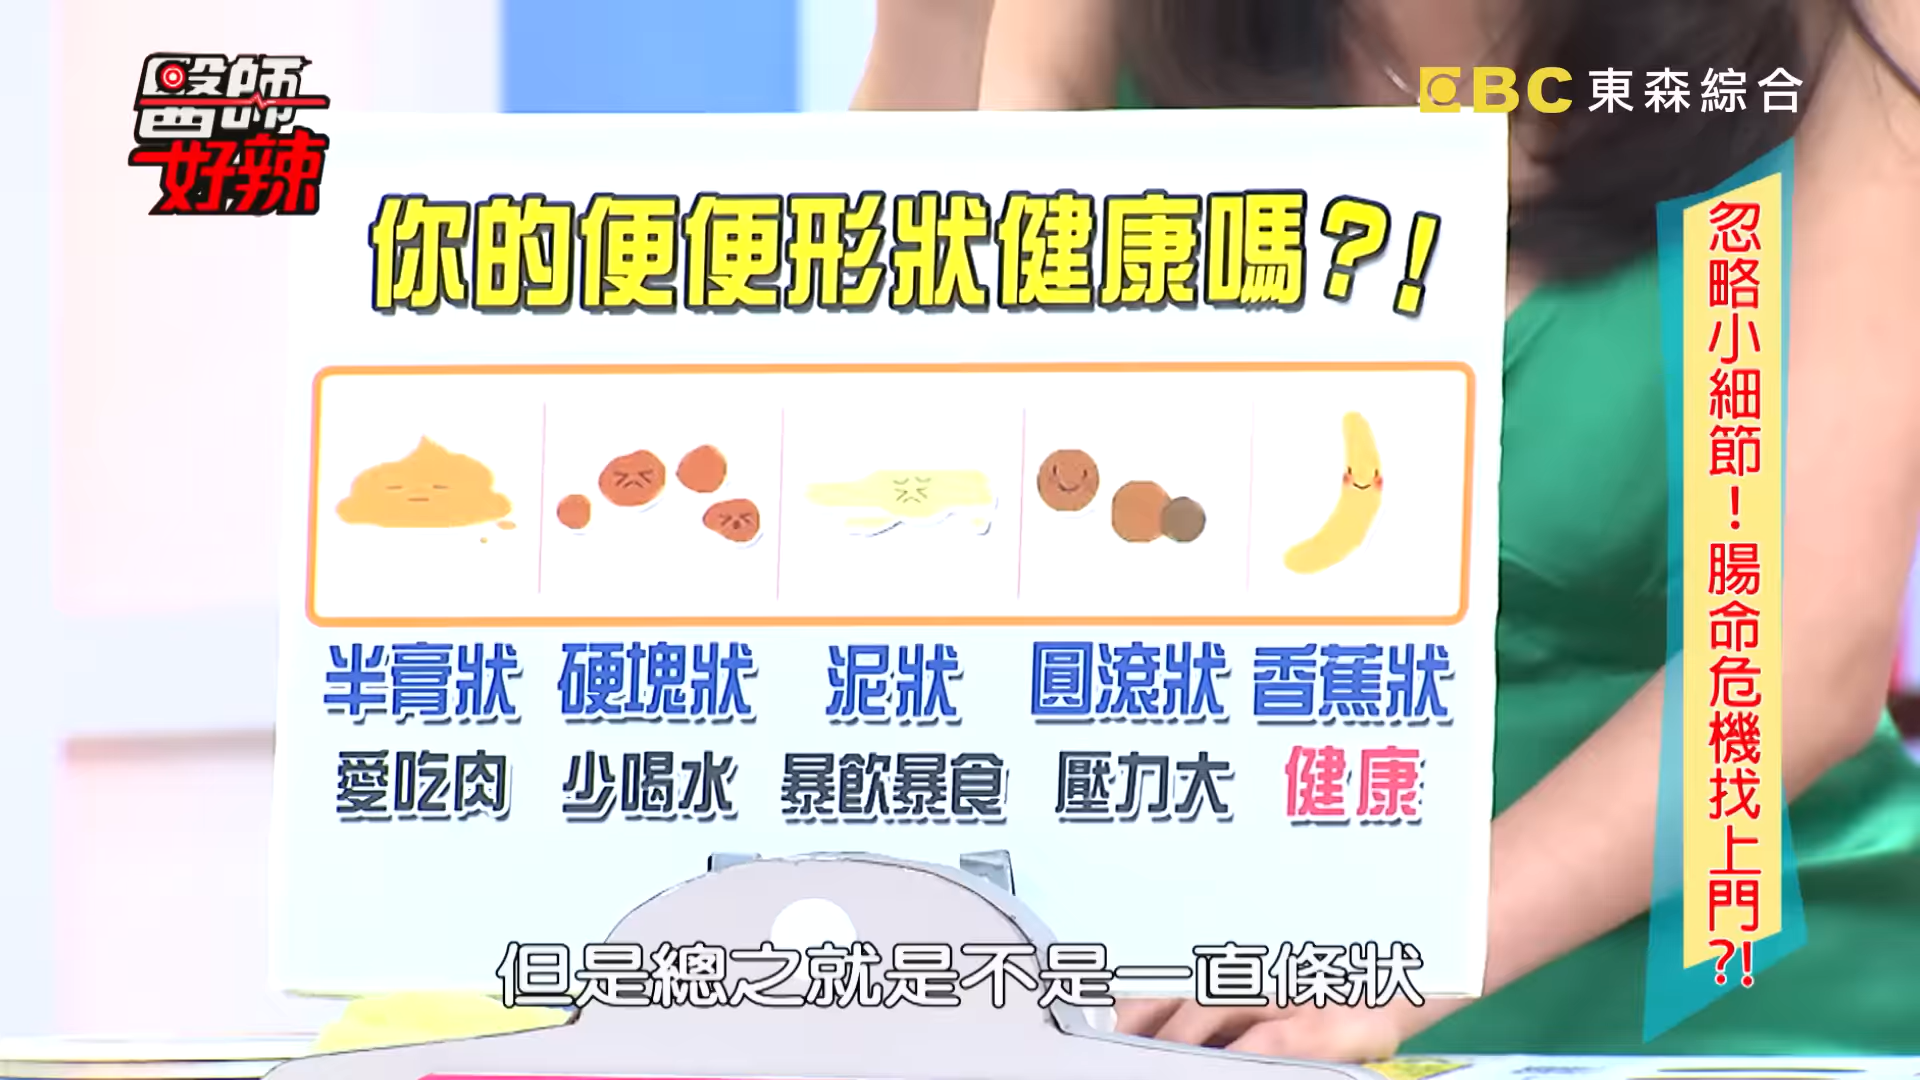 醫師
好辣
EBC 東森綜合
你的便便形狀健康嗎?!
半膏狀 硬塊狀 泥狀 圓滾狀 香蕉狀
愛吃肉 少喝水 暴飲暴食 壓力大 健康
忽略小細節!腸命危機找上門?!
但是總之就是不是一直條狀